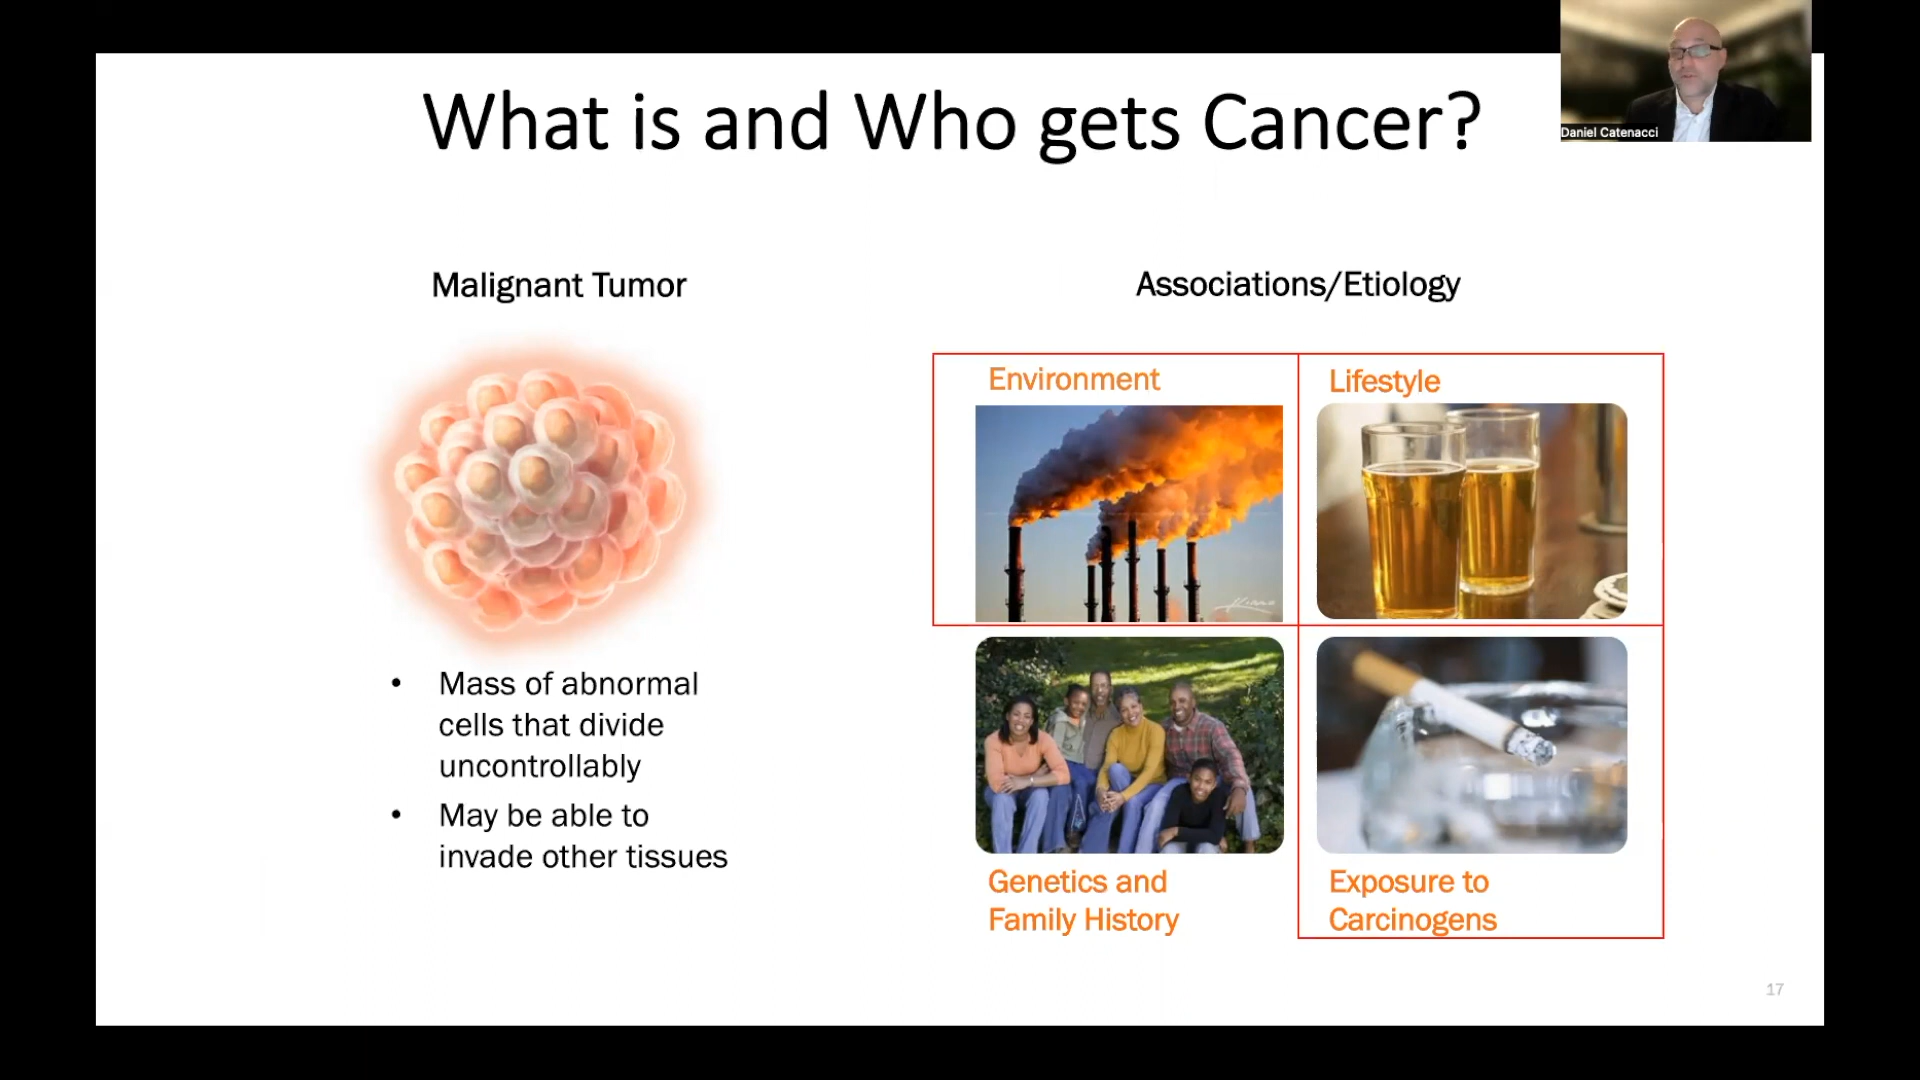 What is and Who gets Cancer?
Daniel Catenacci
Malignant Tumor
• Mass of abnormal
cells that divide
uncontrollably
• May be able to
invade other tissues
Associations/Etiology
Environment
Lifestyle
Genetics and
Family History
Exposure to
Carcinogens
17